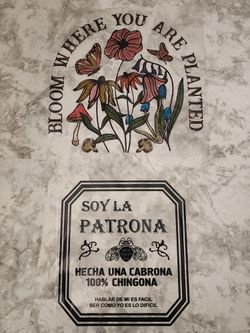 BLOOM WHERE YOU ARE PLANTED
SOY LA
PATRONA
HECHA UNA CABRONA
100% CHINGONA
HABLAR DE MI ES FACIL
SER COMO YO ES LO DIFICIL